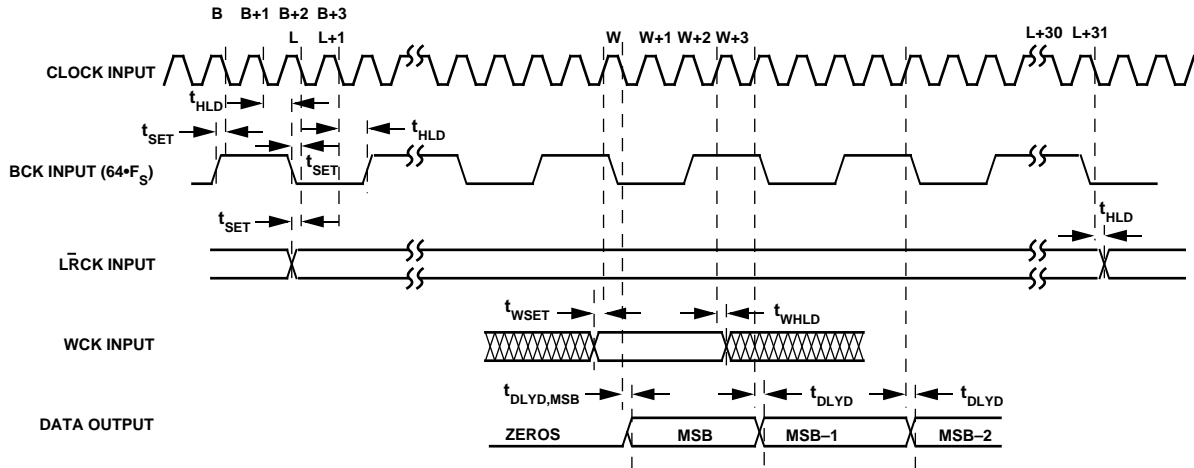 B B+1 B+2 B+3
L L+1 W W+1 W+2 W+3 L+30 L+31
CLOCK INPUT
tHLD
tSET tHLD
tSET
BCK INPUT (64•FS)
tSET tHLD
L̅RCK INPUT
tWSET tWHLD
WCK INPUT
tDLYD,MSB tDLYD tDLYD
DATA OUTPUT
ZEROS MSB MSB–1 MSB–2